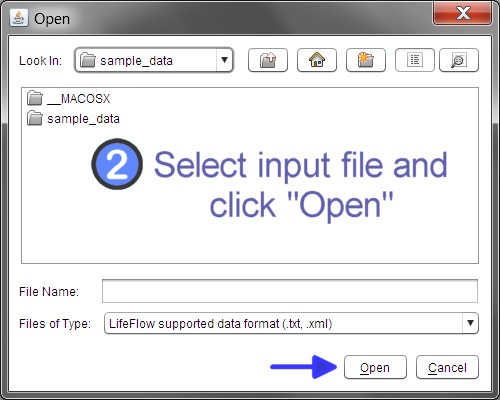 Open
Look In:
sample_data
__MACOSX
sample_data
2
Select input file and
click "Open"
File Name:
Files of Type:
LifeFlow supported data format (.txt, .xml)
Open
Cancel